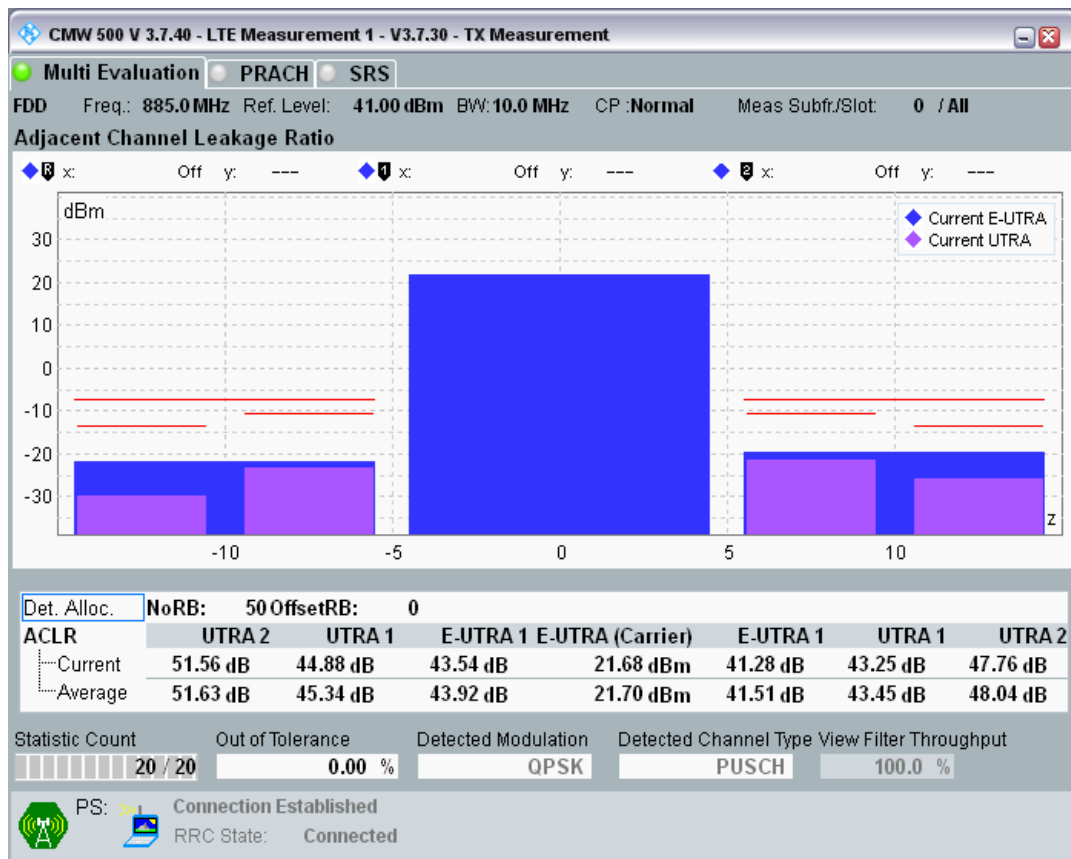 CMW 500 V 3.7.40 - LTE Measurement 1 - V3.7.30 - TX Measurement
Multi Evaluation PRACH SRS
FDD Freq.: 885.0 MHz Ref. Level: 41.00 dBm BW: 10.0 MHz CP :Normal Meas Subfr./Slot: 0 / All
Adjacent Channel Leakage Ratio
R x: Off y: --- 1 x: Off y: --- 2 x: Off y: ---
dBm
Current E-UTRA
Current UTRA
30
20
10
0
-10
-20
-30
z
-10 -5 0 5 10
Det. Alloc. NoRB: 50 OffsetRB: 0
ACLR UTRA 2 UTRA 1 E-UTRA 1 E-UTRA (Carrier) E-UTRA 1 UTRA 1 UTRA 2
Current 51.56 dB 44.88 dB 43.54 dB 21.68 dBm 41.28 dB 43.25 dB 47.76 dB
Average 51.63 dB 45.34 dB 43.92 dB 21.70 dBm 41.51 dB 43.45 dB 48.04 dB
Statistic Count Out of Tolerance Detected Modulation Detected Channel Type View Filter Throughput
20 / 20 0.00 % QPSK PUSCH 100.0 %
PS: Connection Established
RRC State: Connected